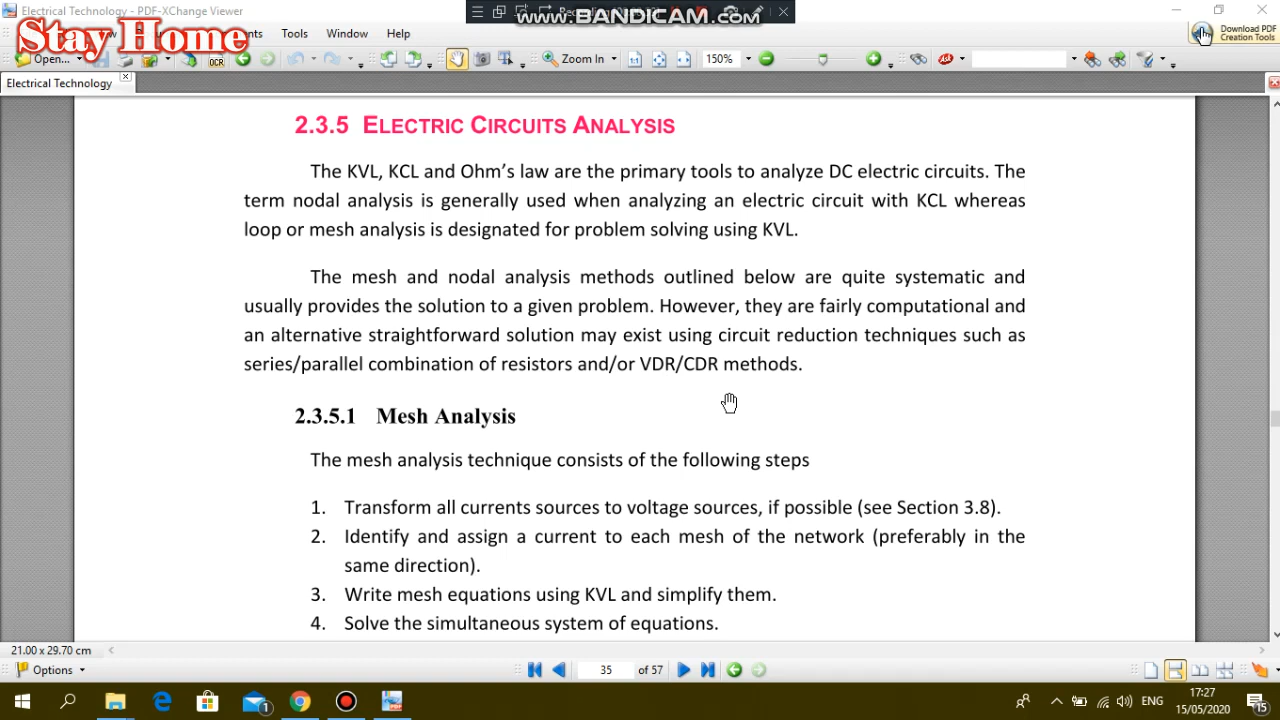 Electrical Technology - PDF-XChange Viewer
www.BANDICAM.com
Stay Home
Tools Window Help
Download PDF
Creation Tools
Open...
OCR
Zoom In
150%
Electrical Technology
2.3.5 ELECTRIC CIRCUITS ANALYSIS
The KVL, KCL and Ohm's law are the primary tools to analyze DC electric circuits. The
term nodal analysis is generally used when analyzing an electric circuit with KCL whereas
loop or mesh analysis is designated for problem solving using KVL.
The mesh and nodal analysis methods outlined below are quite systematic and
usually provides the solution to a given problem. However, they are fairly computational and
an alternative straightforward solution may exist using circuit reduction techniques such as
series/parallel combination of resistors and/or VDR/CDR methods.
2.3.5.1 Mesh Analysis
The mesh analysis technique consists of the following steps
1. Transform all currents sources to voltage sources, if possible (see Section 3.8).
2. Identify and assign a current to each mesh of the network (preferably in the
same direction).
3. Write mesh equations using KVL and simplify them.
4. Solve the simultaneous system of equations.
21.00 x 29.70 cm
Options
35 of 57
1
ENG
17:27
15/05/2020
15